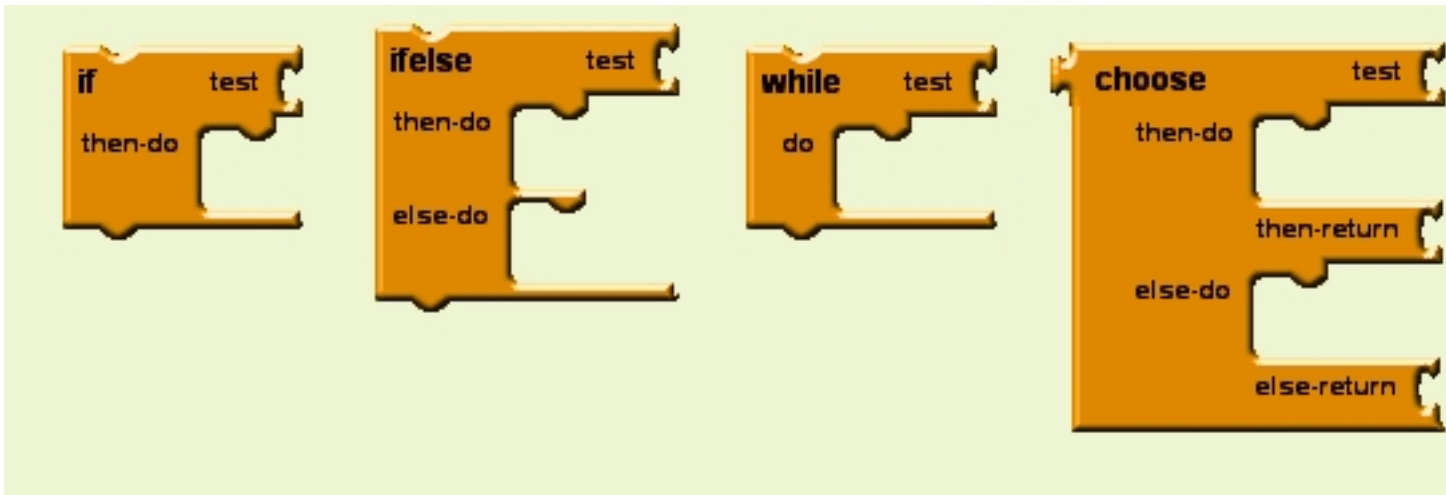 if test
then-do
ifelse test
then-do
else-do
while test
do
choose test
then-do
then-return
else-do
else-return